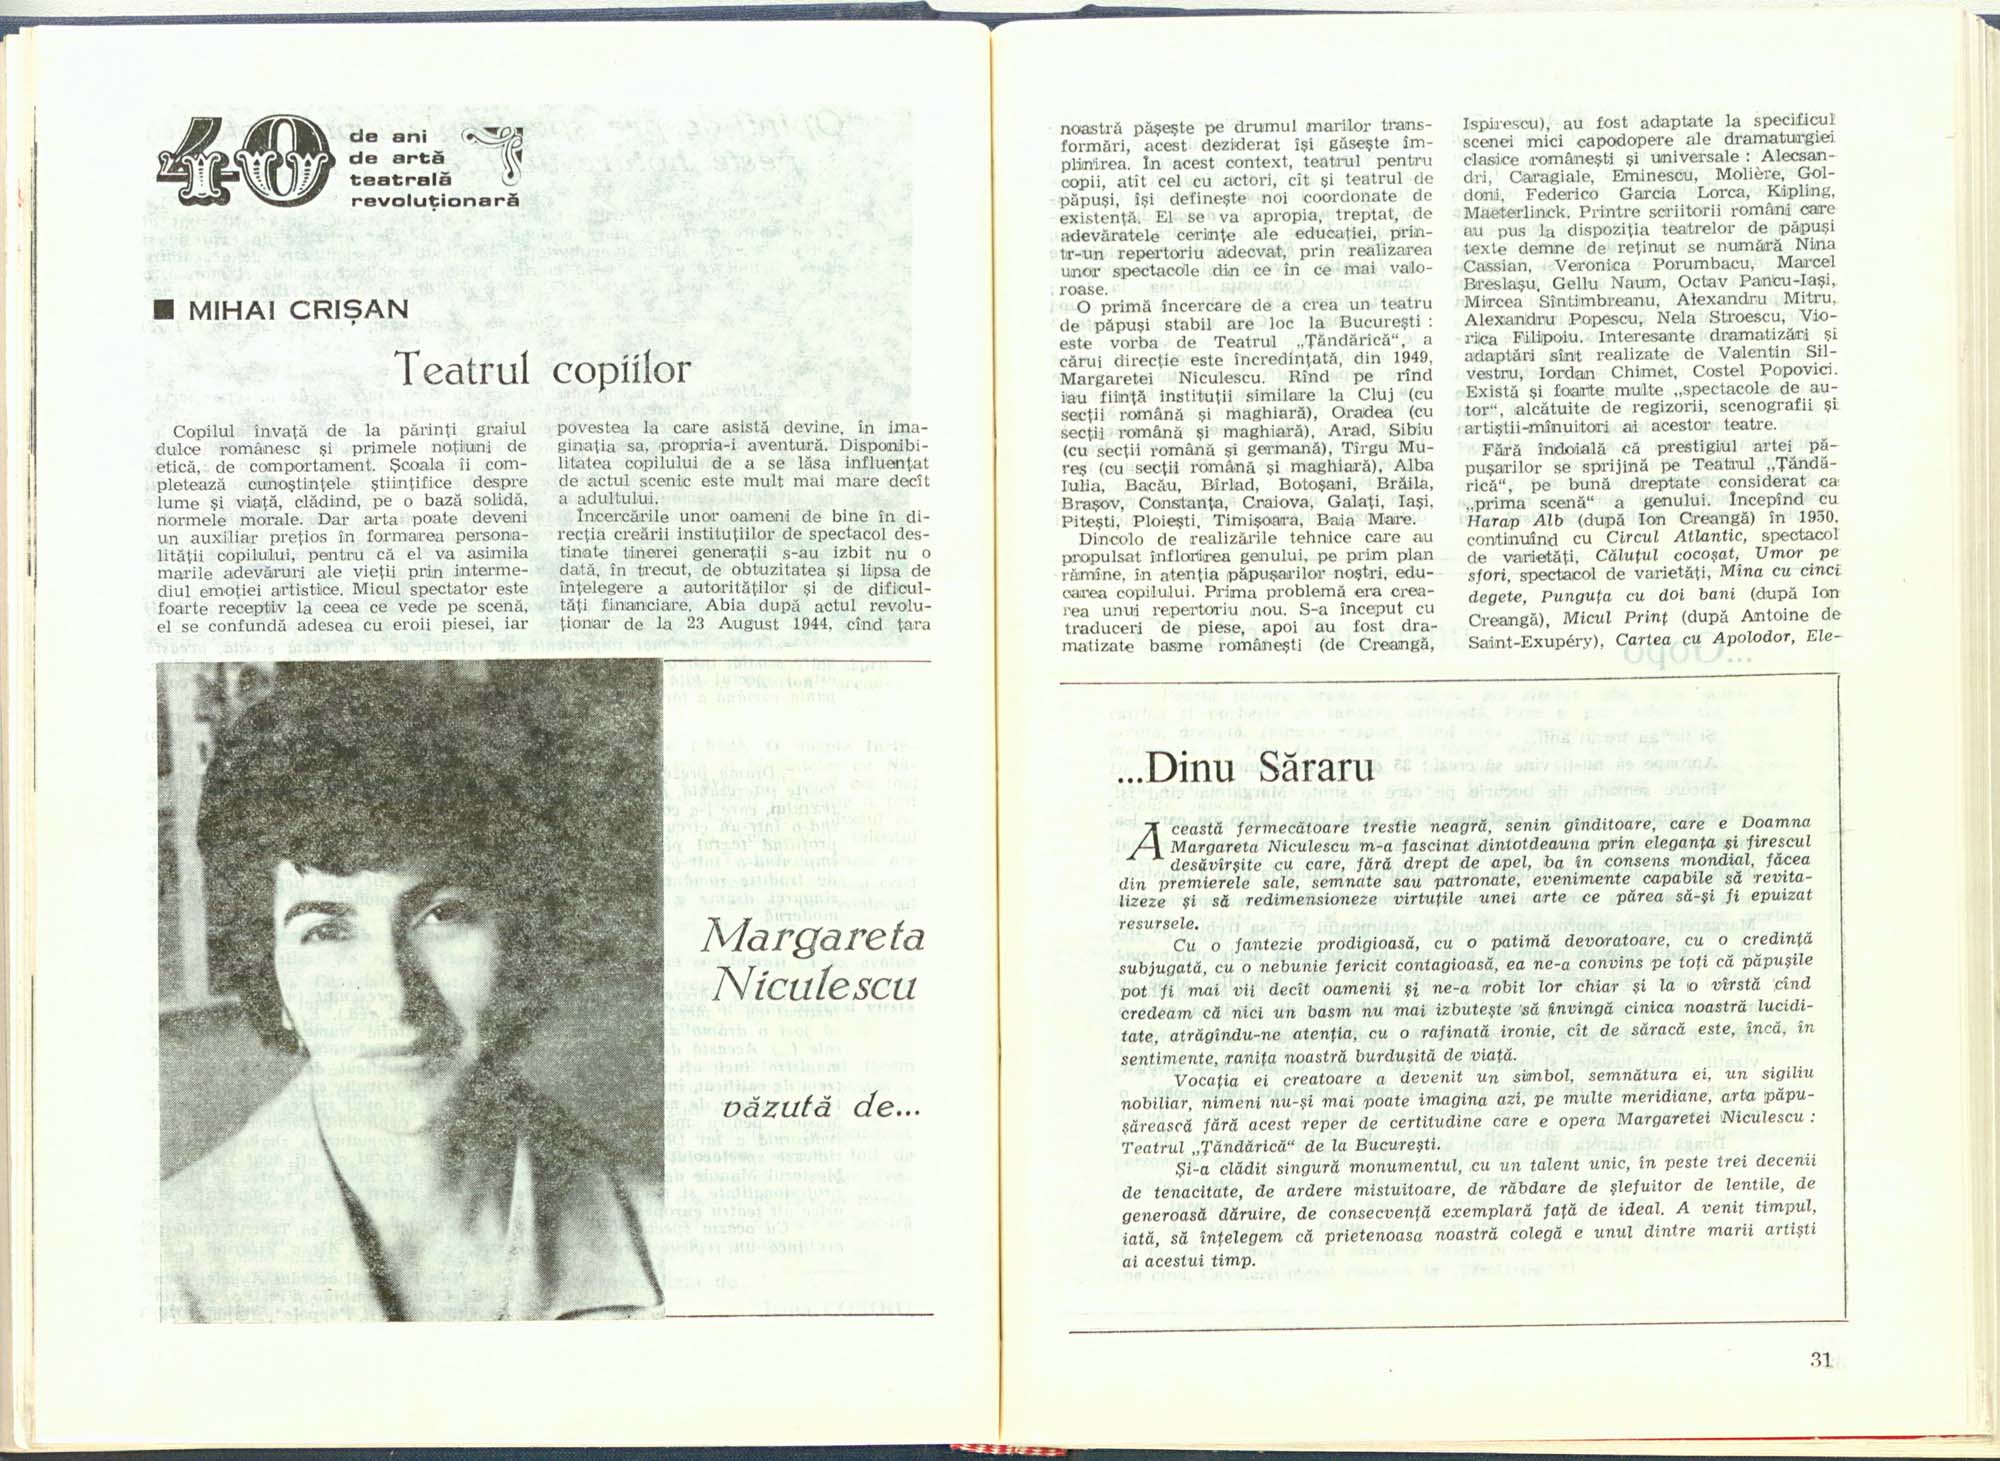 40
de ani
de artă
teatrală
revoluționară
MIHAI CRIȘAN
Teatrul copiilor
Copilul învață de la părinți graiul
dulce românesc și primele noțiuni de
etică, de comportament. Școala îi com-
pletează cunoștințele științifice despre
lume și viață, clădind, pe o bază solidă,
normele morale. Dar arta poate deveni
un auxiliar prețios în formarea persona-
lității copilului, pentru că el va asimila
marile adevăruri ale vieții prin interme-
diul emoției artistice. Micul spectator este
foarte receptiv la ceea ce vede pe scenă,
el se confundă adesea cu eroii piesei, iar
povestea la care asistă devine, în ima-
ginația sa, propria-i aventură. Disponibi-
litatea copilului de a se lăsa influențat
de actul scenic este mult mai mare decît
a adultului.
Încercările unor oameni de bine în di-
recția creării instituțiilor de spectacol des-
tinate tinerei generații s-au izbit nu o
dată, în trecut, de obtuzitatea și lipsa de
înțelegere a autorităților și de dificul-
tăți financiare. Abia după actul revolu-
ționar de la 23 August 1944, cînd țara
Margareta
Niculescu
văzută de...
noastră pășește pe drumul marilor trans-
formări, acest deziderat își găsește îm-
plinirea. În acest context, teatrul pentru
copii, atît cel cu actori, cît și teatrul de
păpuși, își definește noi coordonate de
existență. El se va apropia, treptat, de
adevăratele cerințe ale educației, prin-
tr-un repertoriu adecvat, prin realizarea
unor spectacole din ce în ce mai valo-
roase.
O primă încercare de a crea un teatru
de păpuși stabil are loc la București :
este vorba de Teatrul „Țăndărică“, a
cărui direcție este încredințată, din 1949,
Margaretei Niculescu. Rînd pe rînd
iau ființă instituții similare la Cluj (cu
secții română și maghiară), Oradea (cu
secții română și maghiară), Arad, Sibiu
(cu secții română și germană), Tîrgu Mu-
reș (cu secții română și maghiară), Alba
Iulia, Bacău, Bîrlad, Botoșani, Brăila,
Brașov, Constanța, Craiova, Galați, Iași,
Pitești, Ploiești, Timișoara, Baia Mare.
Dincolo de realizările tehnice care au
propulsat înflorirea genului, pe prim plan
rămîne, în atenția păpușarilor noștri, edu-
carea copilului. Prima problemă era crea-
rea unui repertoriu nou. S-a început cu
traduceri de piese, apoi au fost dra-
matizate basme românești (de Creangă,
Ispirescu), au fost adaptate la specificul
scenei mici capodopere ale dramaturgiei
clasice românești și universale : Alecsan-
dri, Caragiale, Eminescu, Molière, Gol-
doni, Federico Garcia Lorca, Kipling,
Maeterlinck. Printre scriitorii români care
au pus la dispoziția teatrelor de păpuși
texte demne de reținut se numără Nina
Cassian, Veronica Porumbacu, Marcel
Breslașu, Gellu Naum, Octav Pancu-Iași,
Mircea Sîntimbreanu, Alexandru Mitru,
Alexandru Popescu, Nela Stroescu, Vio-
rica Filipoiu. Interesante dramatizări și
adaptări sînt realizate de Valentin Sil-
vestru, Iordan Chimet, Costel Popovici.
Există și foarte multe „spectacole de au-
tor“, alcătuite de regizorii, scenografii și
artiștii-mînuitori ai acestor teatre.
Fără îndoială că prestigiul artei pă-
pușarilor se sprijină pe Teatrul „Țăndă-
rică“, pe bună dreptate considerat ca
„prima scenă“ a genului. Începînd cu
Harap Alb (după Ion Creangă) în 1950,
continuînd cu Circul Atlantic, spectacol
de varietăți, Căluțul cocoșat, Umor pe
sfori, spectacol de varietăți, Mîna cu cinci
degete, Punguța cu doi bani (după Ion
Creangă), Micul Prinț (după Antoine de
Saint-Exupéry), Cartea cu Apolodor, Ele-
...Dinu Săraru
Această fermecătoare trestie neagră, senin gînditoare, care e Doamna
Margareta Niculescu m-a fascinat dintotdeauna prin eleganța și firescul
desăvîrșite cu care, fără drept de apel, ba în consens mondial, făcea
din premierele sale, semnate sau patronate, evenimente capabile să revita-
lizeze și să redimensioneze virtuțile unei arte ce părea să-și fi epuizat
resursele.
Cu o fantezie prodigioasă, cu o patimă devoratoare, cu o credință
subjugată, cu o nebunie fericit contagioasă, ea ne-a convins pe toți că păpușile
pot fi mai vii decît oamenii și ne-a robit lor chiar și la o vîrstă cînd
credeam că nici un basm nu mai izbutește să învingă cinica noastră lucidi-
tate, atrăgîndu-ne atenția, cu o rafinată ironie, cît de săracă este, încă, în
sentimente, ranița noastră burdușită de viață.
Vocația ei creatoare a devenit un simbol, semnătura ei, un sigiliu
nobiliar, nimeni nu-și mai poate imagina azi, pe multe meridiane, arta păpu-
șărească fără acest reper de certitudine care e opera Margaretei Niculescu :
Teatrul „Țăndărică“ de la București.
Și-a clădit singură monumentul, cu un talent unic, în peste trei decenii
de tenacitate, de ardere mistuitoare, de răbdare de șlefuitor de lentile, de
generoasă dăruire, de consecvență exemplară față de ideal. A venit timpul,
iată, să înțelegem că prietenoasa noastră colegă e unul dintre marii artiști
ai acestui timp.
31